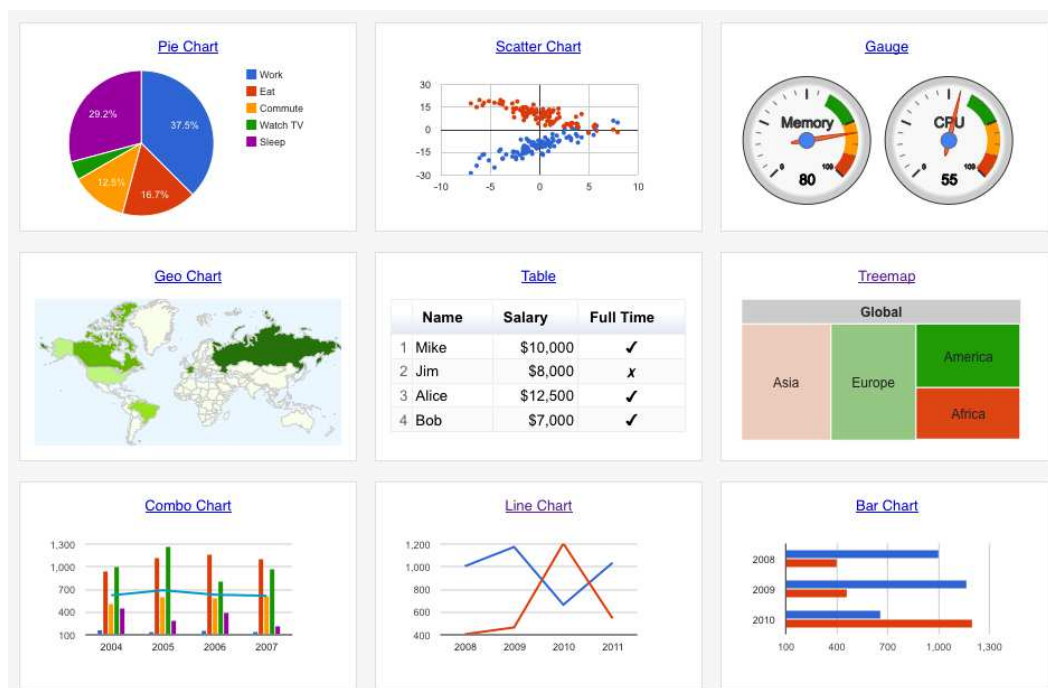 Pie Chart
Work
Eat
Commute
Watch TV
Sleep
29.2%
37.5%
12.5%
16.7%
Scatter Chart
30
15
0
-15
-30
-10
-5
0
5
10
Gauge
Memory
0
100
80
CPU
0
100
55
Geo Chart
Table
Name Salary Full Time
1 Mike $10,000 ✓
2 Jim $8,000 ✗
3 Alice $12,500 ✓
4 Bob $7,000 ✓
Treemap
Global
Asia
Europe
America
Africa
Combo Chart
1,300
1,000
700
400
100
2004 2005 2006 2007
Line Chart
1,200
1,000
800
600
400
2008 2009 2010 2011
Bar Chart
2008
2009
2010
100 400 700 1,000 1,300